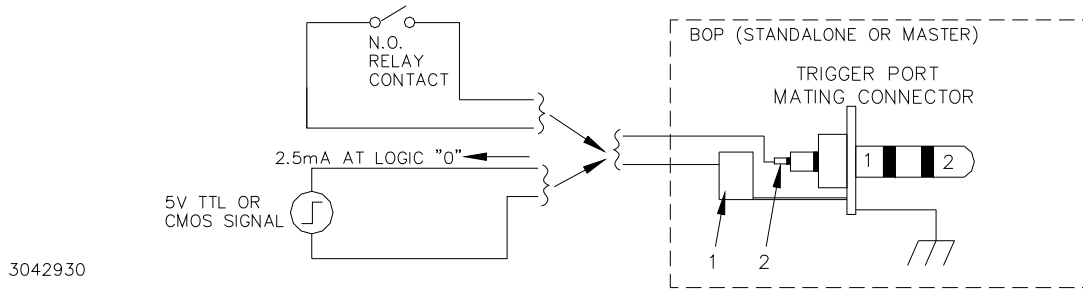 N.O.
RELAY
CONTACT
2.5mA AT LOGIC "0"
5V TTL OR
CMOS SIGNAL
BOP (STANDALONE OR MASTER)
TRIGGER PORT
MATING CONNECTOR
1 2
1 2
3042930